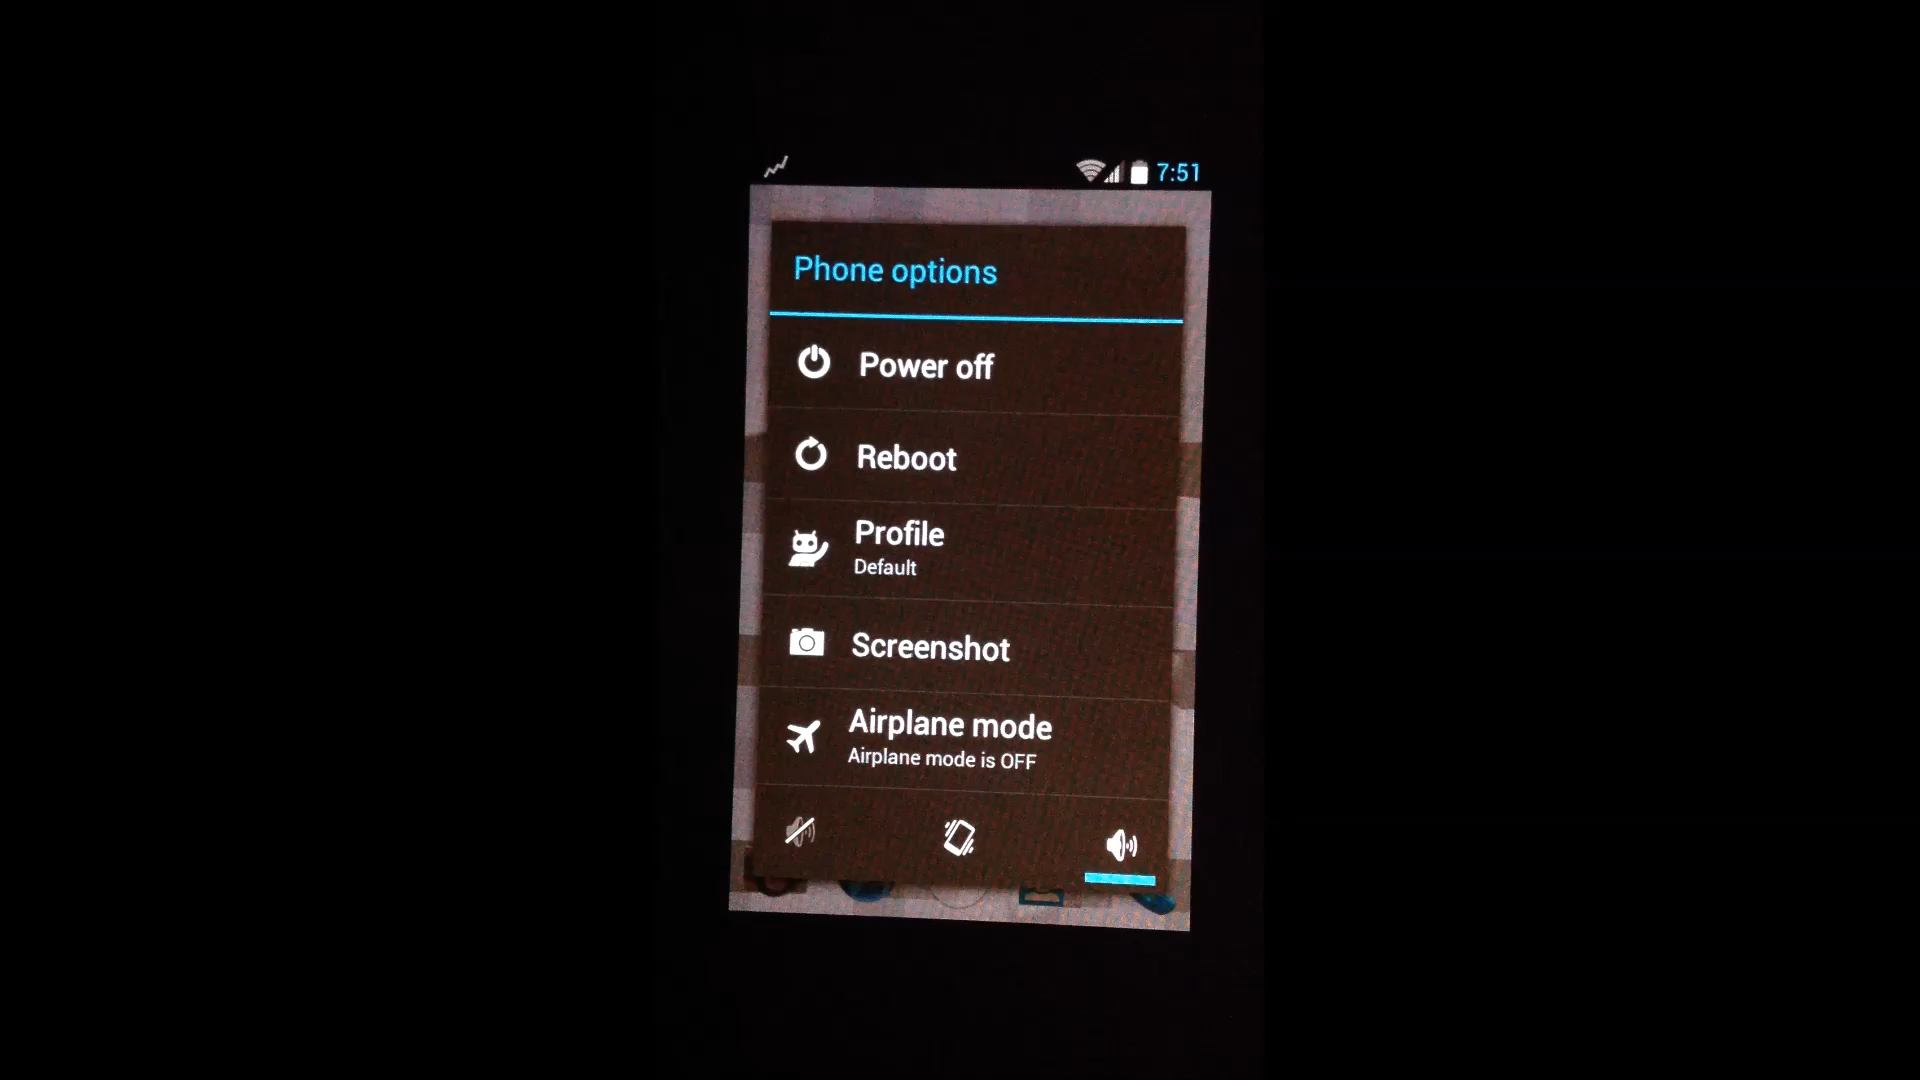 7:51
Phone options
Power off
Reboot
Profile
Default
Screenshot
Airplane mode
Airplane mode is OFF